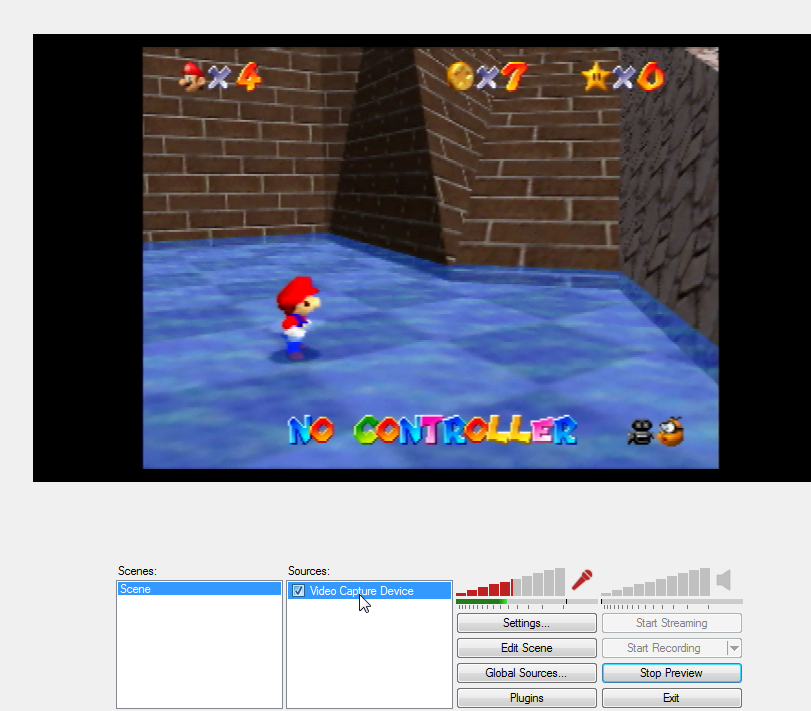 ×4
×7
×0
NO CONTROLLER
Scenes:
Sources:
Scene
Video Capture Device
Settings...
Start Streaming
Edit Scene
Start Recording
Global Sources...
Stop Preview
Plugins
Exit